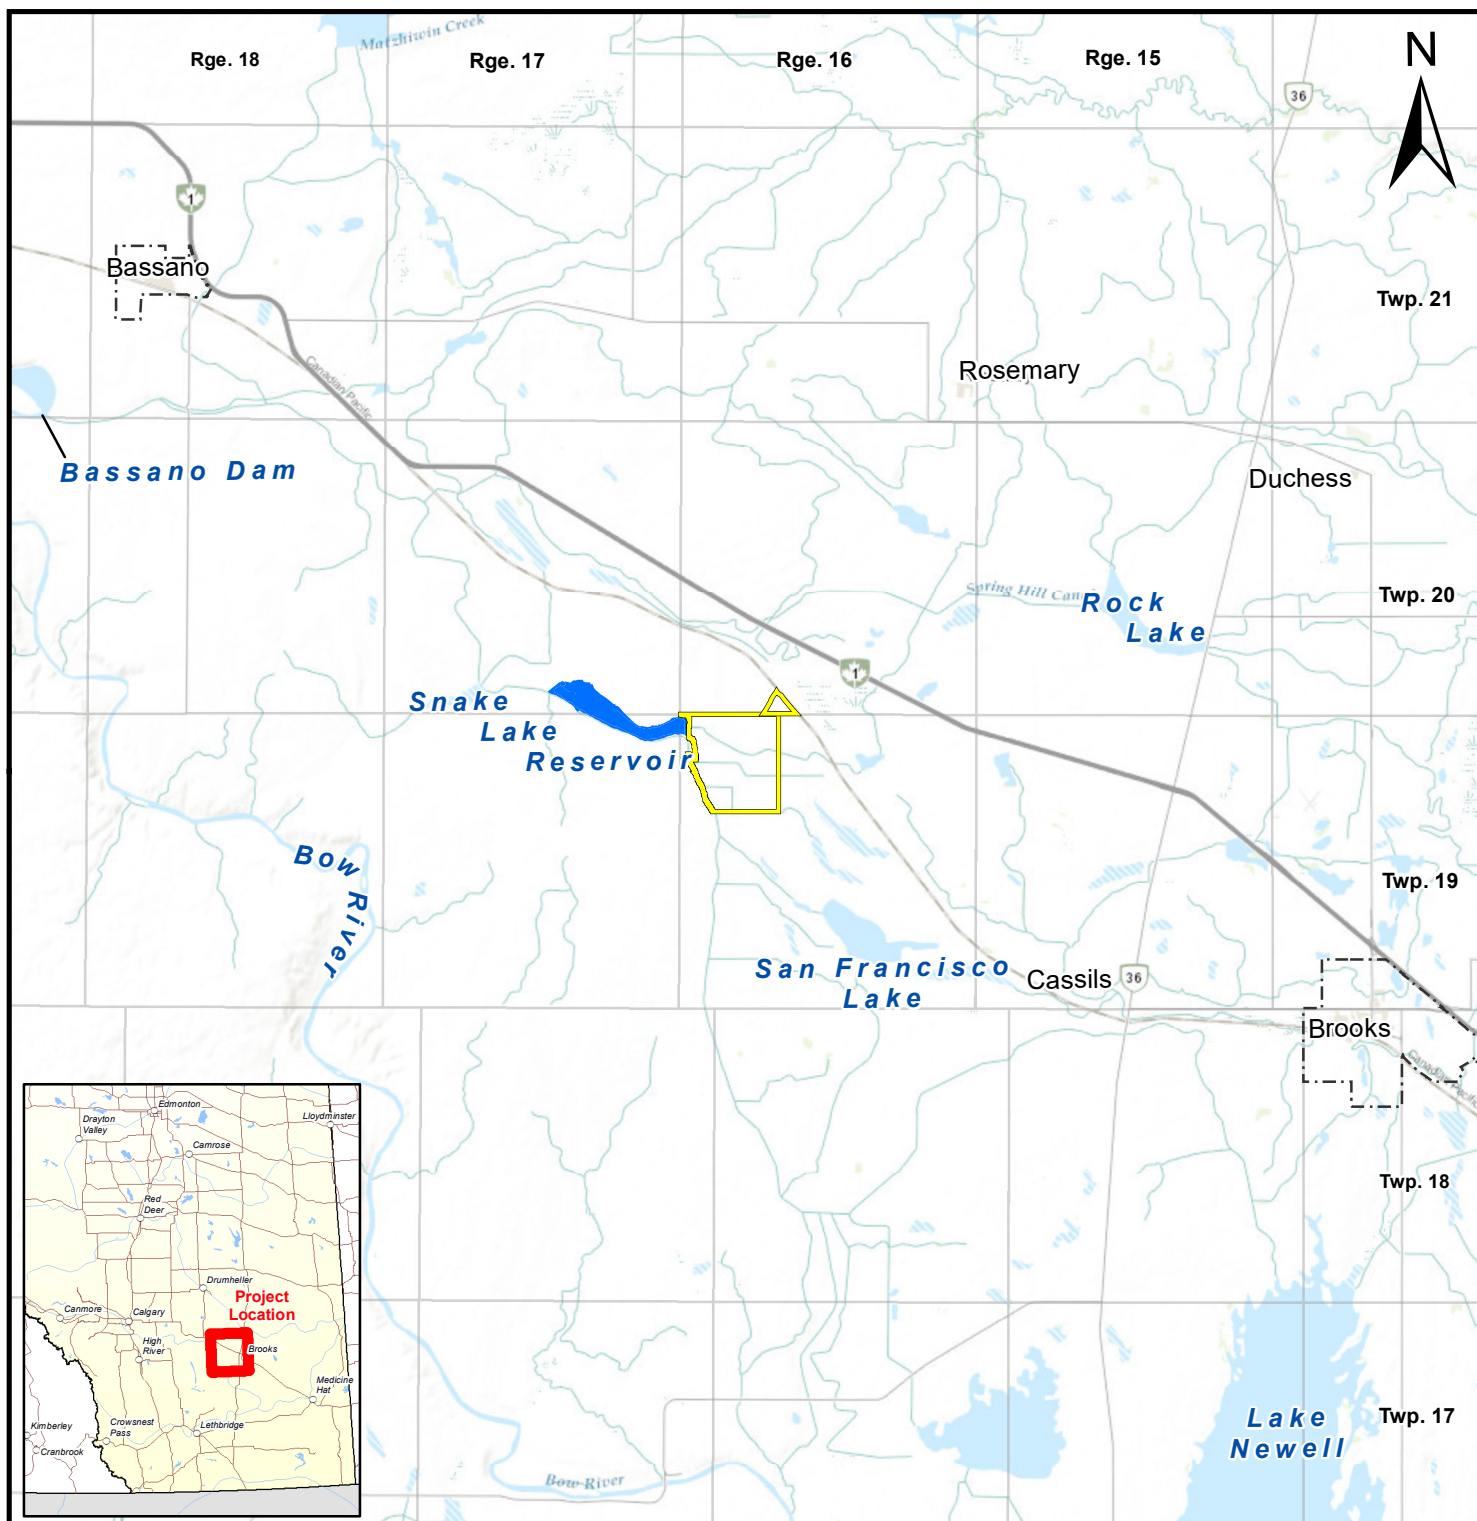 Matzhiwin Creek
Rge. 18
Rge. 17
Rge. 16
Rge. 15
N
36
1
Bassano
Twp. 21
Canadian Pacific
Rosemary
Bassano Dam
Duchess
Spring Hill Canal
Rock
Lake
Twp. 20
1
Snake
Lake
Reservoir
Bow River
Twp. 19
San Francisco
Lake
Cassils
36
Brooks
Canadian Pacific
Twp. 18
Edmonton
Lloydminster
Drayton
Valley
Camrose
Red
Deer
Drumheller
Project
Location
Canmore
Calgary
High
River
Brooks
Medicine
Hat
Kimberley
Crowsnest
Pass
Lethbridge
Cranbrook
Lake
Newell
Twp. 17
Bow River